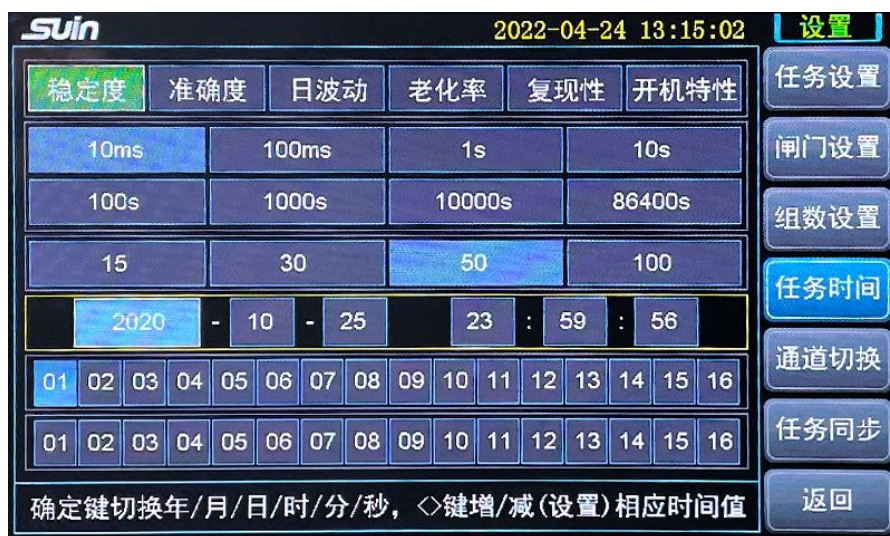 SUin 2022-04-24 13:15:02 设置
稳定度 准确度 日波动 老化率 复现性 开机特性 任务设置
10ms 100ms 1s 10s 闸门设置
100s 1000s 10000s 86400s 组数设置
15 30 50 100
2020 - 10 - 25 23 : 59 : 56 任务时间
01 02 03 04 05 06 07 08 09 10 11 12 13 14 15 16 通道切换
01 02 03 04 05 06 07 08 09 10 11 12 13 14 15 16 任务同步
确定键切换年/月/日/时/分/秒，<>键增/减(设置)相应时间值 返回